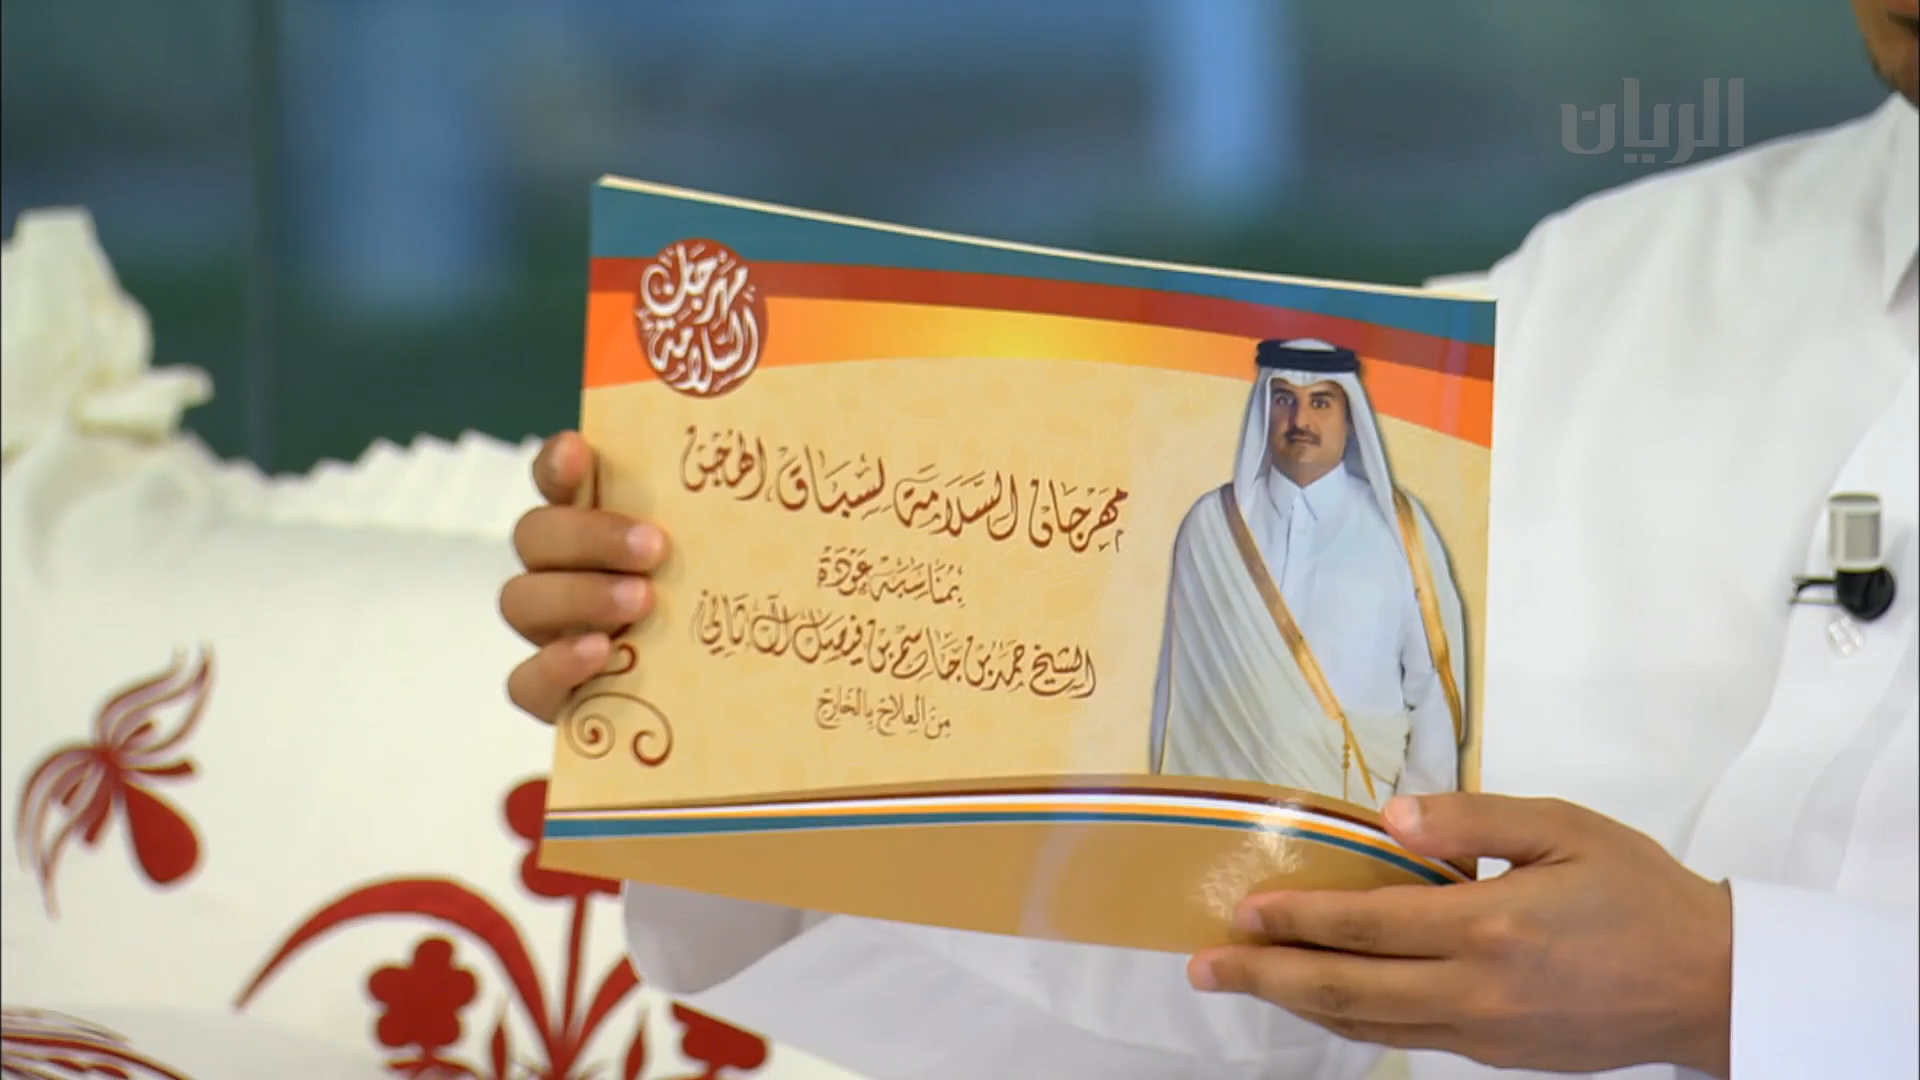 الريان
مهرجان
السلامة
مهرجان السلامة لسباق الهجن
بمناسبة عودة
الشيخ حمد بن جاسم بن فيصل آل ثاني
من العلاج بالخارج